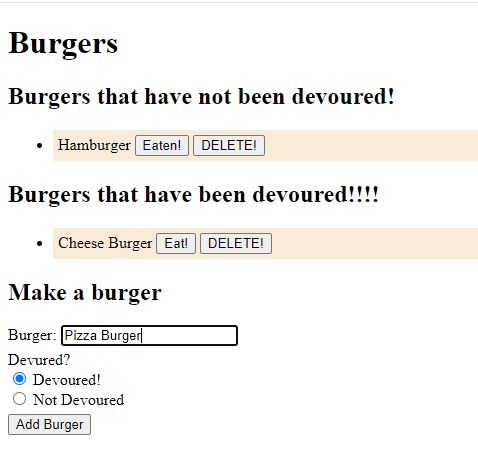 Burgers
Burgers that have not been devoured!
Hamburger Eaten! DELETE!
Burgers that have been devoured!!!!
Cheese Burger Eat! DELETE!
Make a burger
Burger: Pizza Burger
Devured?
Devoured!
Not Devoured
Add Burger